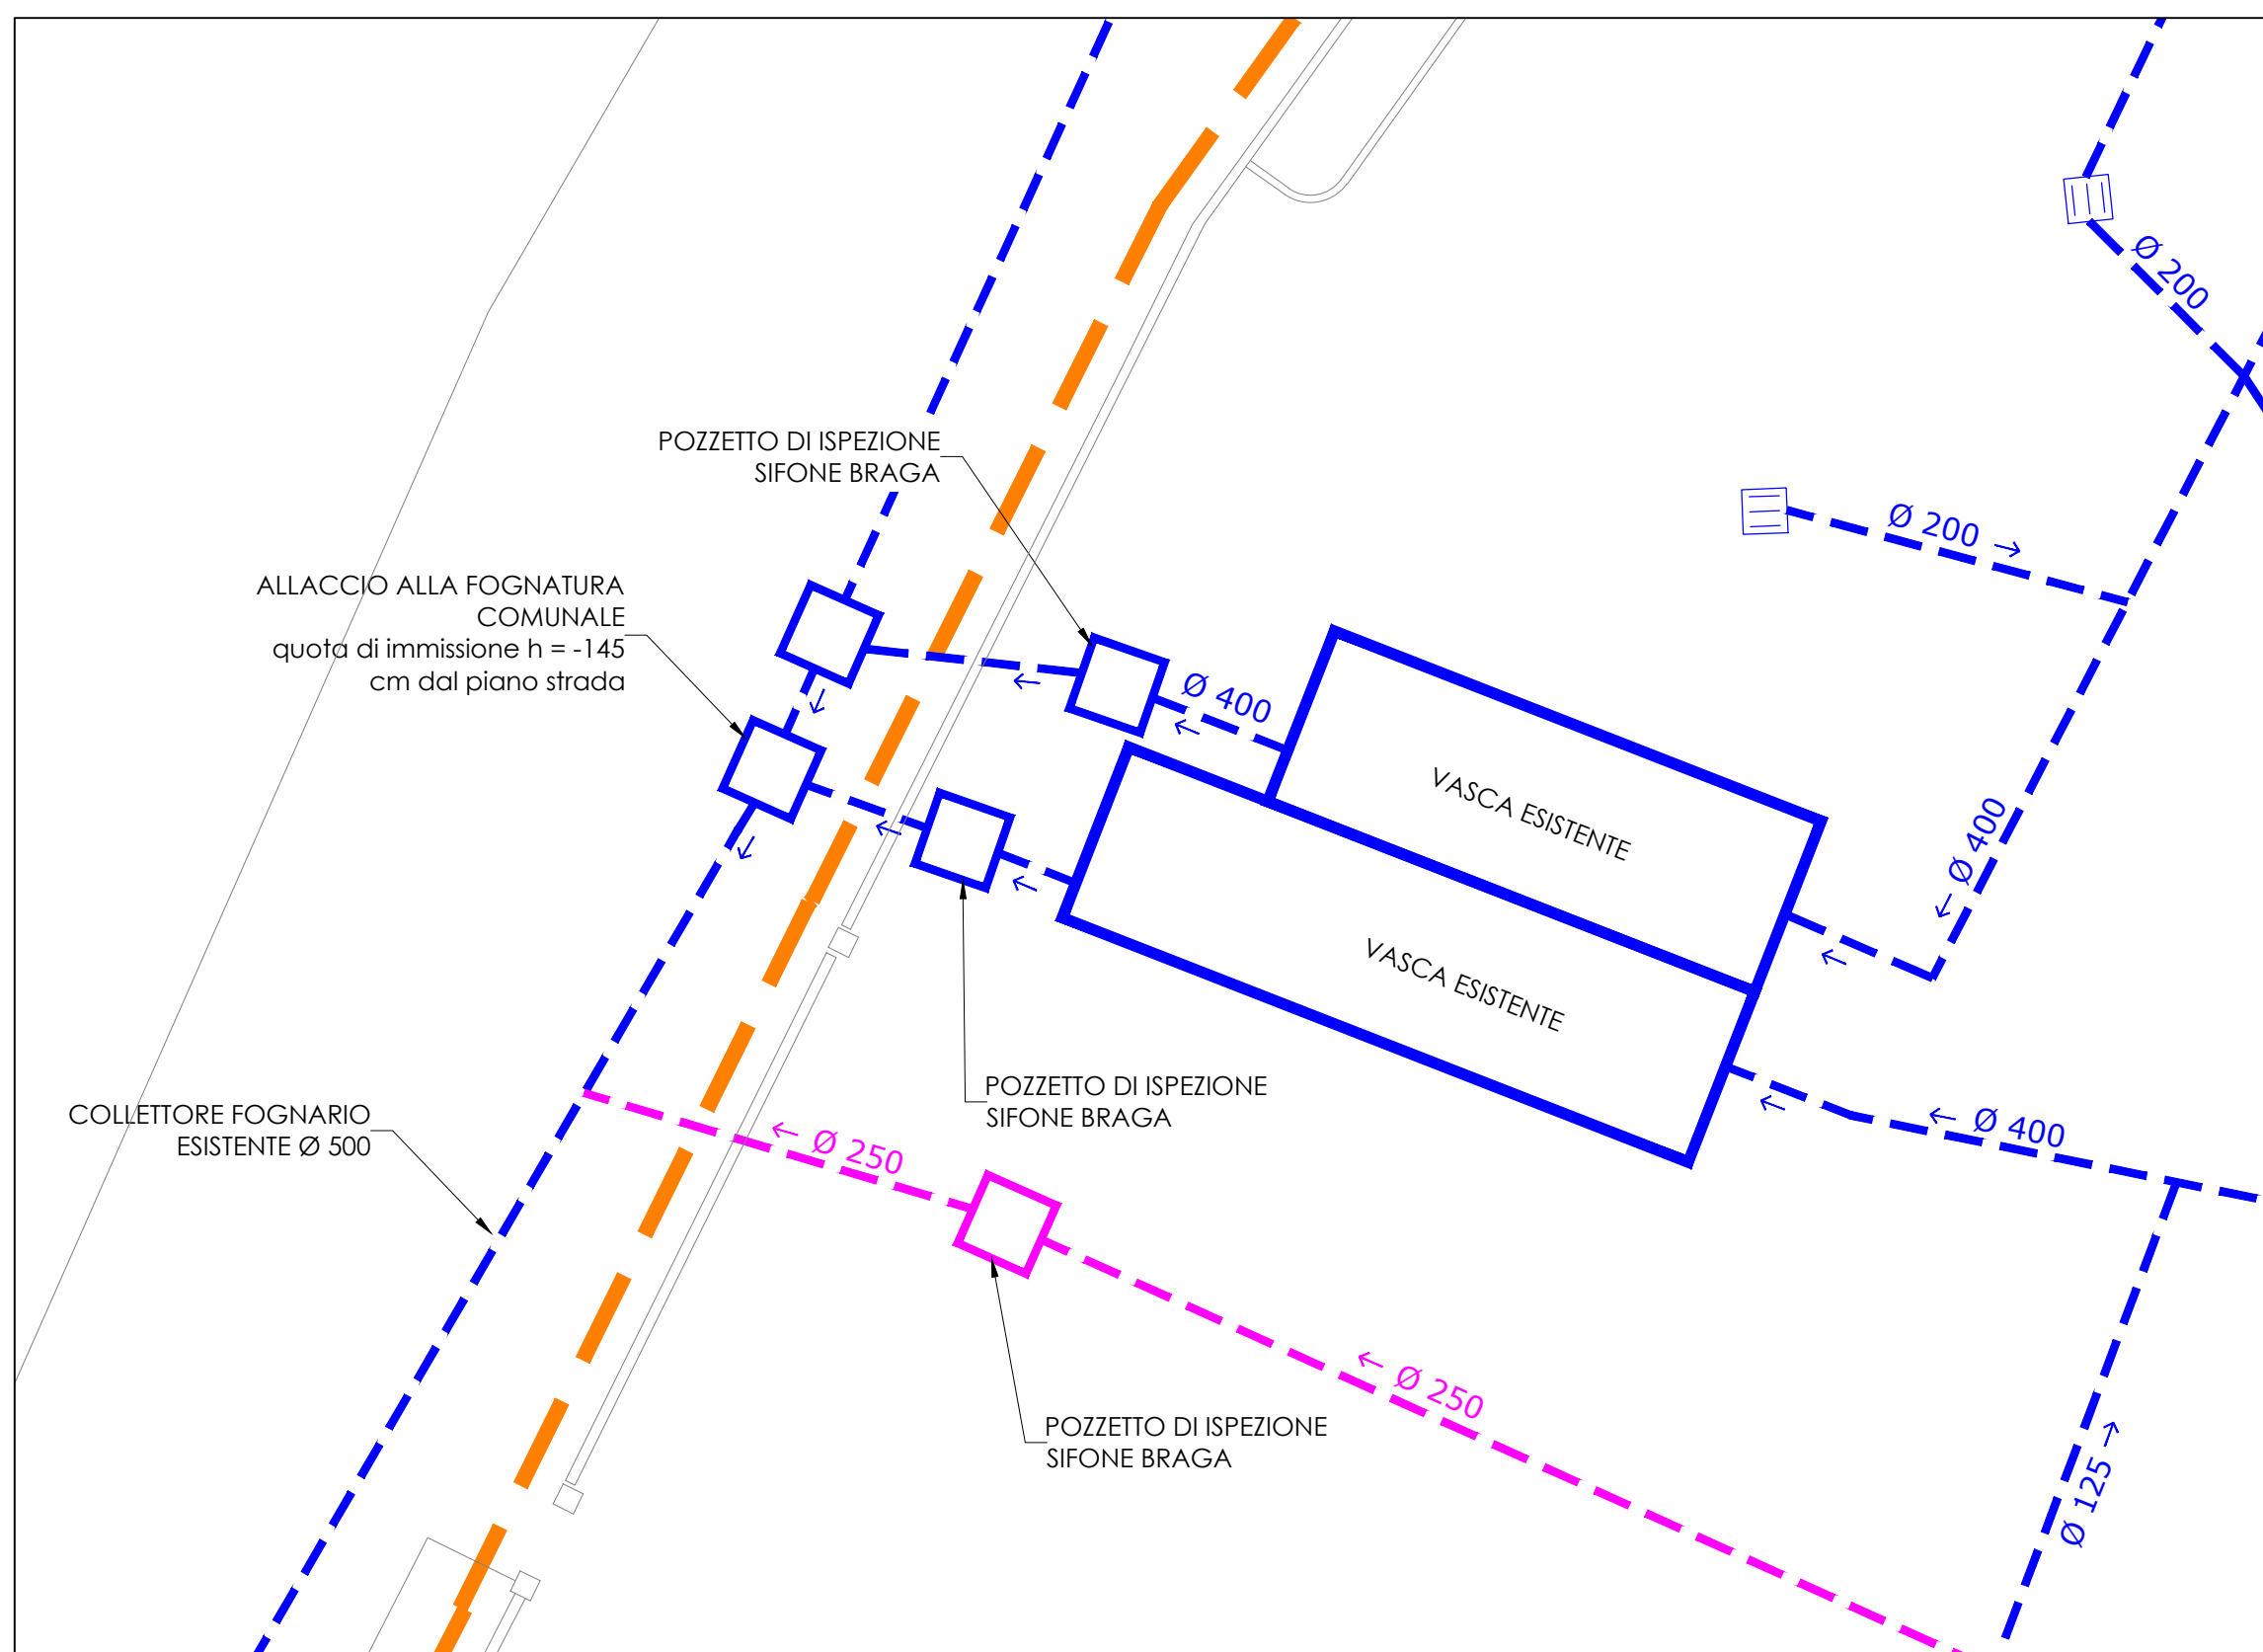 Ø 200
POZZETTO DI ISPEZIONE
SIFONE BRAGA
Ø 200
ALLACCIO ALLA FOGNATURA
COMUNALE
quota di immissione h = -145
cm dal piano strada
Ø 400
VASCA ESISTENTE
Ø 400
VASCA ESISTENTE
POZZETTO DI ISPEZIONE
SIFONE BRAGA
COLLETTORE FOGNARIO
ESISTENTE Ø 500
← Ø 250
← Ø 400
← Ø 250
POZZETTO DI ISPEZIONE
SIFONE BRAGA
Ø 125